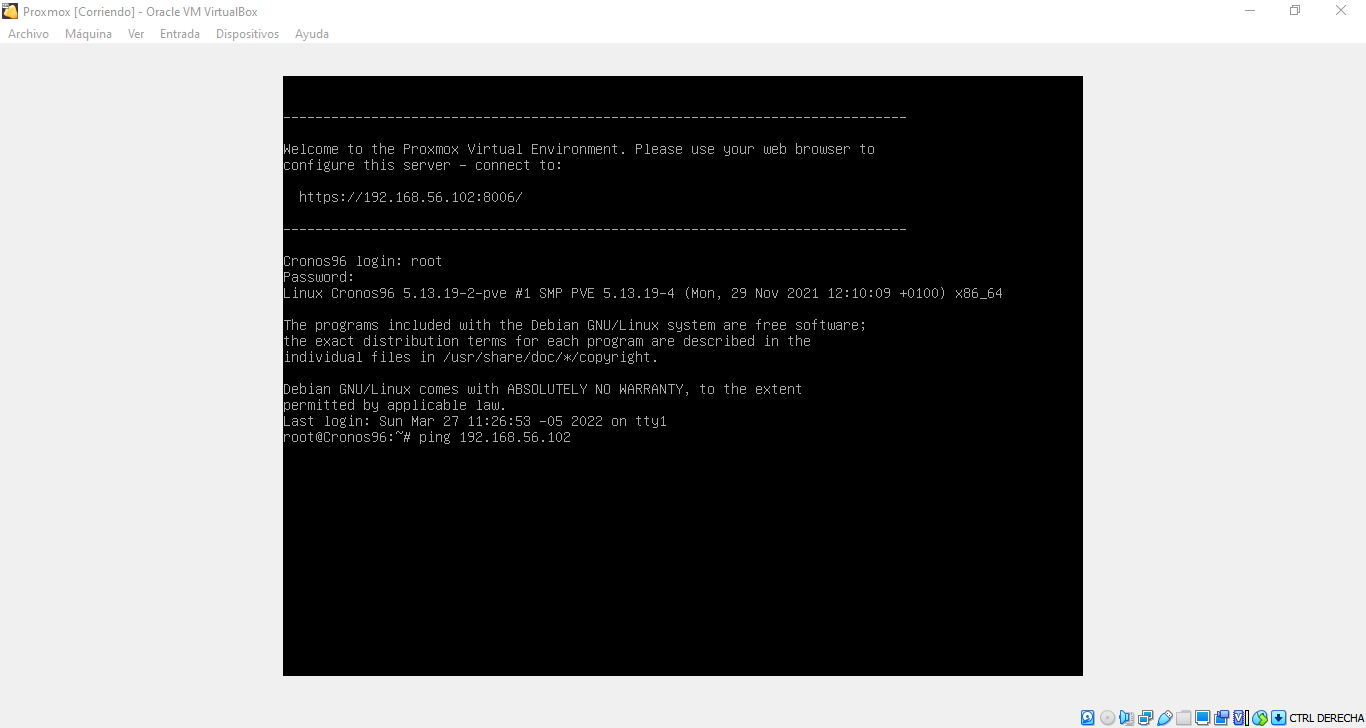 Proxmox [Corriendo] - Oracle VM VirtualBox
Archivo Máquina Ver Entrada Dispositivos Ayuda
------------------------------------------------------------------------------
Welcome to the Proxmox Virtual Environment. Please use your web browser to
configure this server - connect to:
https://192.168.56.102:8006/
------------------------------------------------------------------------------
Cronos96 login: root
Password:
Linux Cronos96 5.13.19-2-pve #1 SMP PVE 5.13.19-4 (Mon, 29 Nov 2021 12:10:09 +0100) x86_64
The programs included with the Debian GNU/Linux system are free software;
the exact distribution terms for each program are described in the
individual files in /usr/share/doc/*/copyright.
Debian GNU/Linux comes with ABSOLUTELY NO WARRANTY, to the extent
permitted by applicable law.
Last login: Sun Mar 27 11:26:53 -05 2022 on tty1
root@Cronos96:~# ping 192.168.56.102
CTRL DERECHA